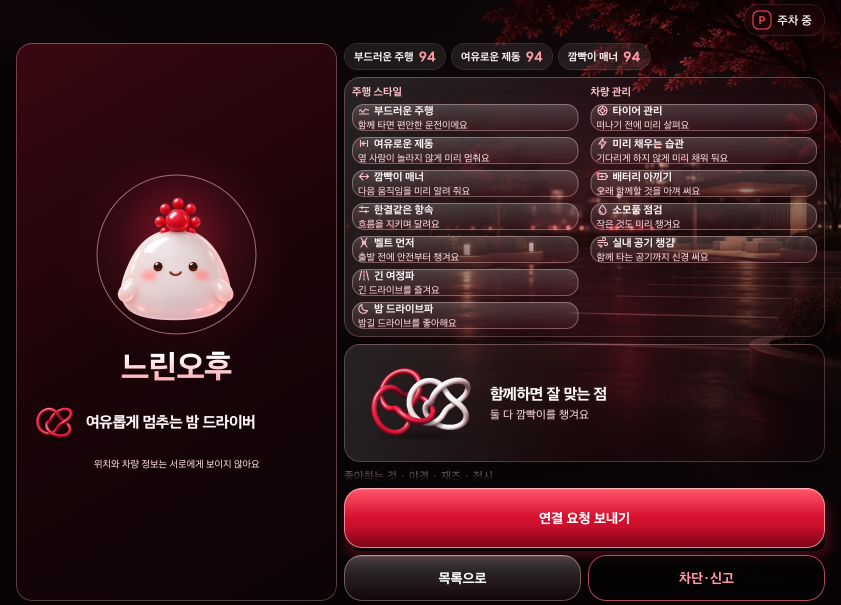 P 주차 중
느린오후
여유롭게 멈추는 밤 드라이버
위치와 차량 정보는 서로에게 보이지 않아요
부드러운 주행 94
여유로운 제동 94
깜빡이 매너 94
주행 스타일
부드러운 주행
함께 타면 편안한 운전이에요
여유로운 제동
옆 사람이 놀라지 않게 미리 멈춰요
깜빡이 매너
다음 움직임을 미리 알려 줘요
한결같은 항속
흐름을 지키며 달려요
벨트 먼저
출발 전에 안전부터 챙겨요
긴 여정파
긴 드라이브를 즐겨요
밤 드라이브파
밤길 드라이브를 좋아해요
차량 관리
타이어 관리
떠나기 전에 미리 살펴요
미리 채우는 습관
기다리게 하지 않게 미리 채워 둬요
배터리 아끼기
오래 함께할 것을 아껴 써요
소모품 점검
작은 것도 미리 챙겨요
실내 공기 챙김
함께 타는 공기까지 신경 써요
함께하면 잘 맞는 점
둘 다 깜빡이를 챙겨요
좋아하는 것 · 야경 · 재즈 · 전시
연결 요청 보내기
목록으로
차단·신고